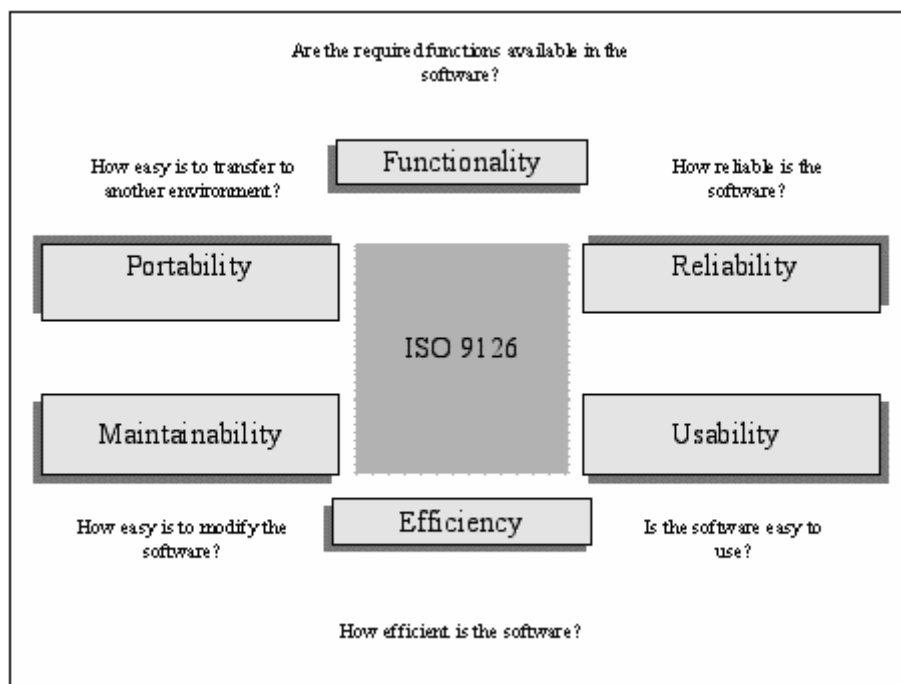 Are the required functions available in the
software?
Functionality
How easy is to transfer to
another environment?
How reliable is the
software?
Portability
Reliability
ISO 9126
Maintainability
Usability
How easy is to modify the
software?
Efficiency
Is the software easy to
use?
How efficient is the software?